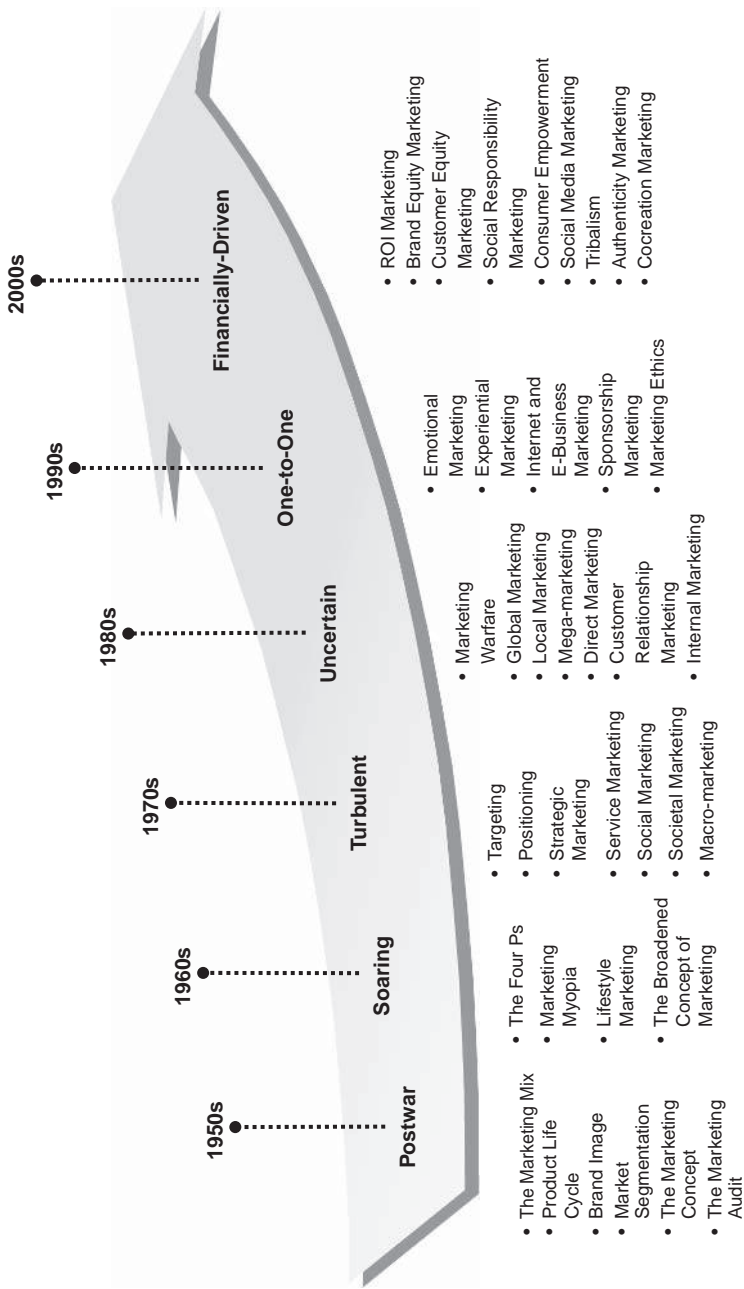 1950s
Postwar
• The Marketing Mix
• Product Life
Cycle
• Brand Image
• Market
Segmentation
• The Marketing
Concept
• The Marketing
Audit
1960s
Soaring
• The Four Ps
• Marketing
Myopia
• Lifestyle
Marketing
• The Broadened
Concept of
Marketing
1970s
Turbulent
• Targeting
• Positioning
• Strategic
Marketing
• Service Marketing
• Social Marketing
• Societal Marketing
• Macro-marketing
1980s
Uncertain
• Marketing
Warfare
• Global Marketing
• Local Marketing
• Mega-marketing
• Direct Marketing
• Customer
Relationship
Marketing
• Internal Marketing
1990s
One-to-One
• Emotional
Marketing
• Experiential
Marketing
• Internet and
E-Business
Marketing
• Sponsorship
Marketing
• Marketing Ethics
2000s
Financially-Driven
• ROI Marketing
• Brand Equity Marketing
• Customer Equity
Marketing
• Social Responsibility
Marketing
• Consumer Empowerment
• Social Media Marketing
• Tribalism
• Authenticity Marketing
• Cocreation Marketing